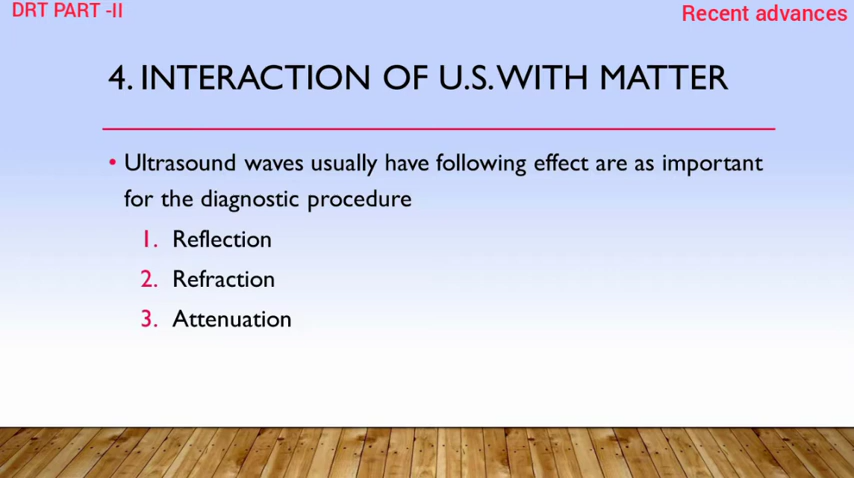 DRT PART -II
Recent advances
4. INTERACTION OF U.S. WITH MATTER
• Ultrasound waves usually have following effect are as important
for the diagnostic procedure
1. Reflection
2. Refraction
3. Attenuation